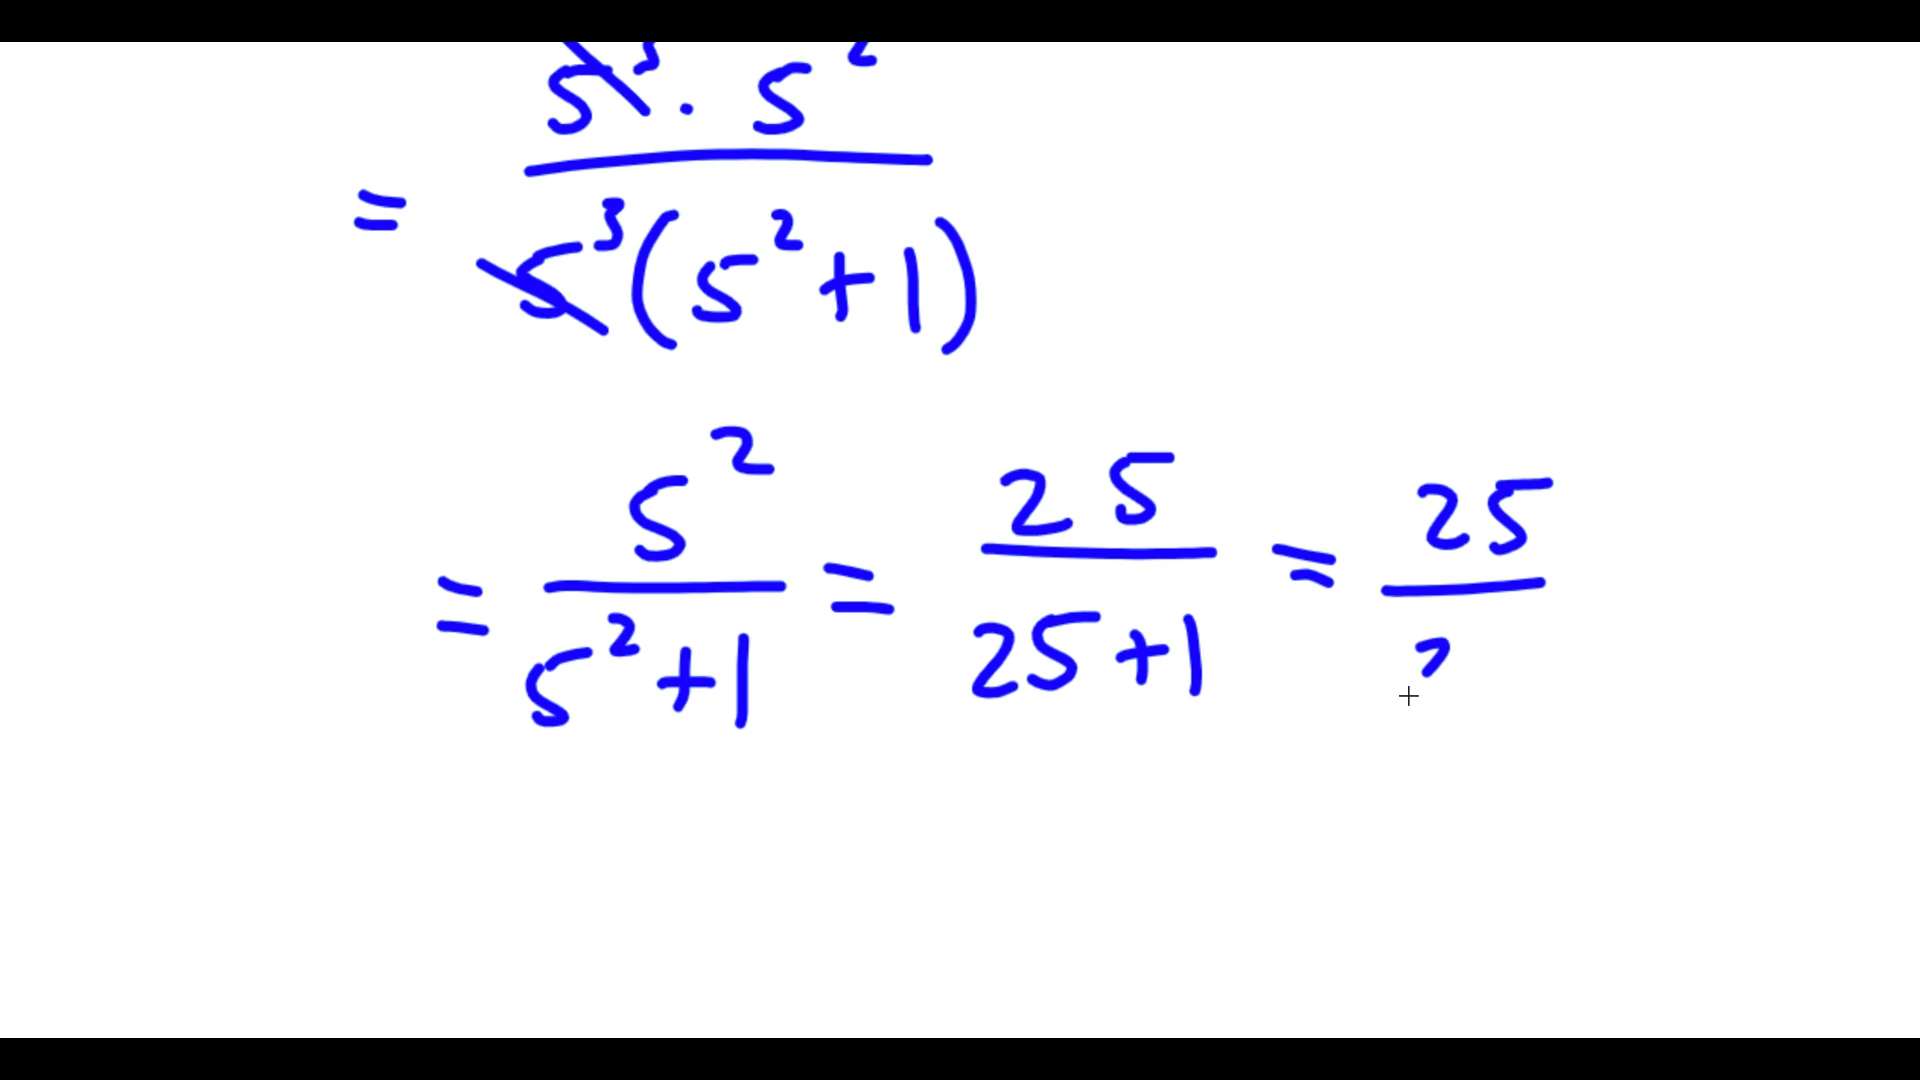 5³ · 5²
=
5³(5²+1)
= 5²/5²+1 = 25/25+1 = 25/